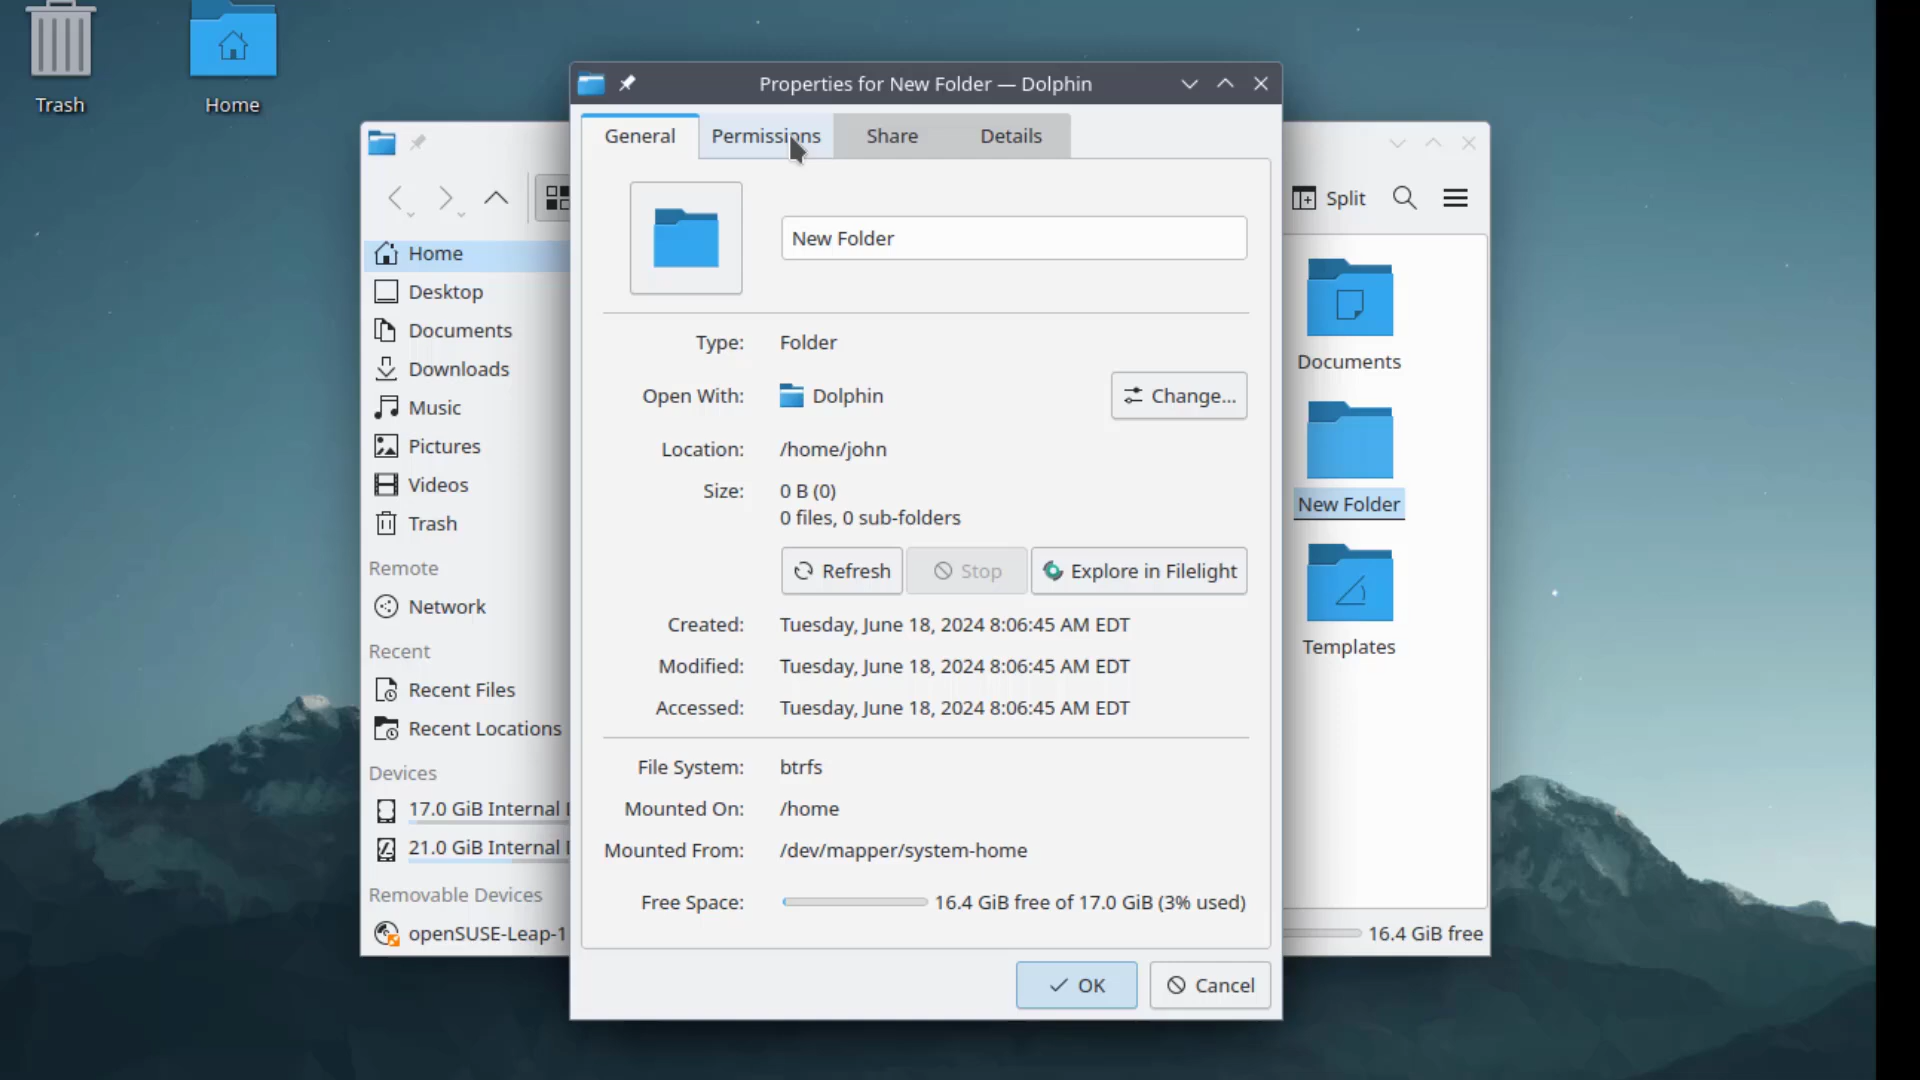 Trash
Home
Properties for New Folder — Dolphin
General
Permissions
Share
Details
Split
New Folder
Home
Desktop
Documents
Downloads
Music
Pictures
Videos
Trash
Remote
Network
Recent
Recent Files
Recent Locations
Devices
17.0 GiB Internal
21.0 GiB Internal
Removable Devices
openSUSE-Leap-1
Type: Folder
Open With: Dolphin
Change...
Location: /home/john
Size: 0 B (0)
0 files, 0 sub-folders
Refresh
Stop
Explore in Filelight
Created: Tuesday, June 18, 2024 8:06:45 AM EDT
Modified: Tuesday, June 18, 2024 8:06:45 AM EDT
Accessed: Tuesday, June 18, 2024 8:06:45 AM EDT
File System: btrfs
Mounted On: /home
Mounted From: /dev/mapper/system-home
Free Space: 16.4 GiB free of 17.0 GiB (3% used)
OK
Cancel
Documents
New Folder
Templates
16.4 GiB free